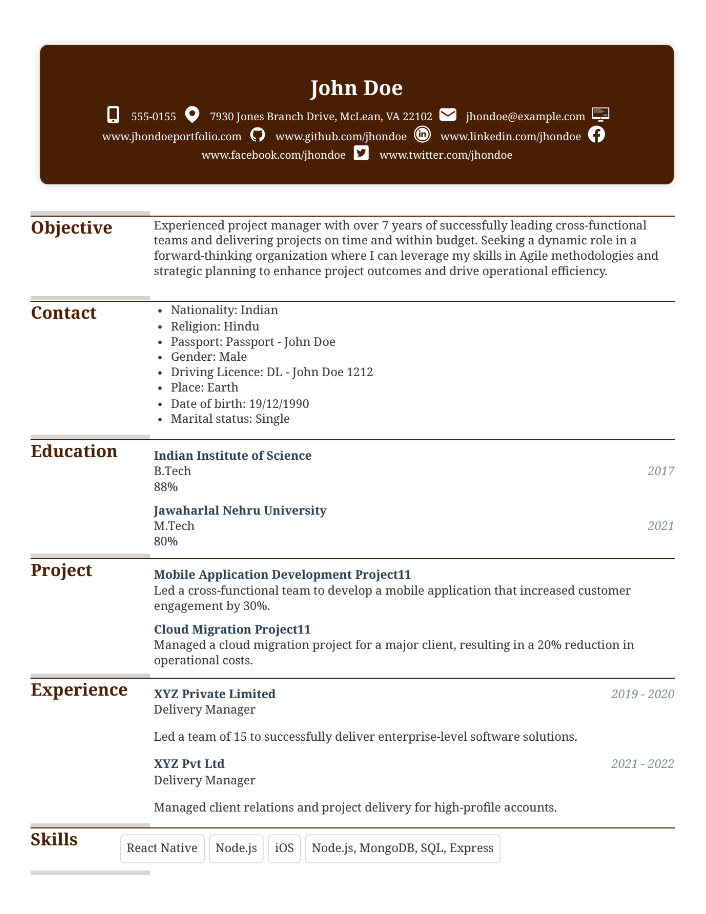 John Doe
555-0155 7930 Jones Branch Drive, McLean, VA 22102 jhondoe@example.com
www.jhondoeportfolio.com www.github.com/jhondoe www.linkedin.com/jhondoe
www.facebook.com/jhondoe www.twitter.com/jhondoe
Objective
Experienced project manager with over 7 years of successfully leading cross-functional
teams and delivering projects on time and within budget. Seeking a dynamic role in a
forward-thinking organization where I can leverage my skills in Agile methodologies and
strategic planning to enhance project outcomes and drive operational efficiency.
Contact
• Nationality: Indian
• Religion: Hindu
• Passport: Passport - John Doe
• Gender: Male
• Driving Licence: DL - John Doe 1212
• Place: Earth
• Date of birth: 19/12/1990
• Marital status: Single
Education
Indian Institute of Science
B.Tech 2017
88%
Jawaharlal Nehru University
M.Tech 2021
80%
Project
Mobile Application Development Project11
Led a cross-functional team to develop a mobile application that increased customer
engagement by 30%.
Cloud Migration Project11
Managed a cloud migration project for a major client, resulting in a 20% reduction in
operational costs.
Experience
XYZ Private Limited 2019 - 2020
Delivery Manager
Led a team of 15 to successfully deliver enterprise-level software solutions.
XYZ Pvt Ltd 2021 - 2022
Delivery Manager
Managed client relations and project delivery for high-profile accounts.
Skills
React Native Node.js iOS Node.js, MongoDB, SQL, Express